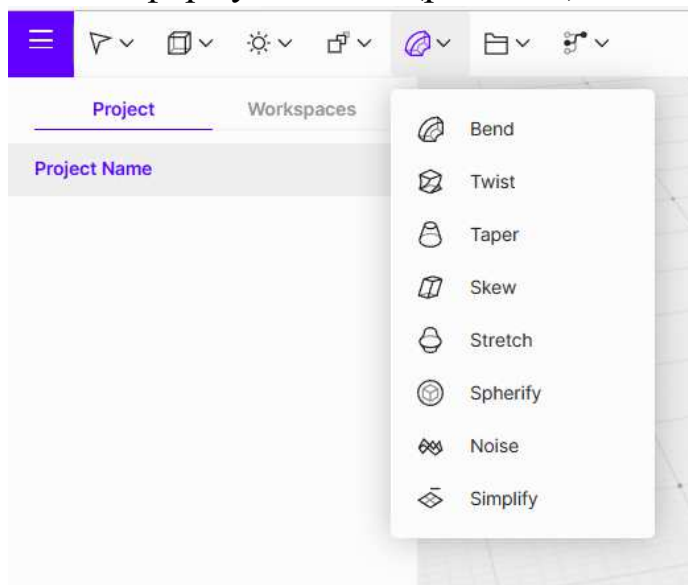 Project Workspaces
Project Name
Bend
Twist
Taper
Skew
Stretch
Spherify
Noise
Simplify